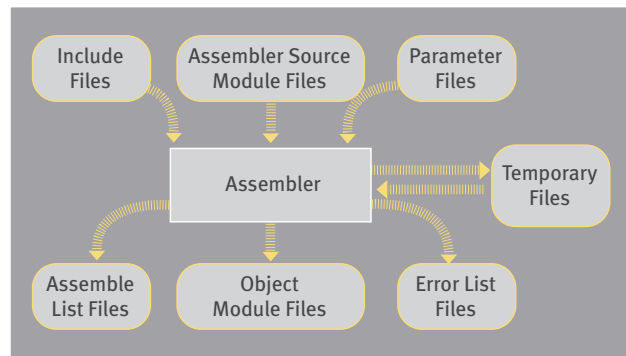 Include
Files
Assembler Source
Module Files
Parameter
Files
Assembler
Temporary
Files
Assemble
List Files
Object
Module Files
Error List
Files